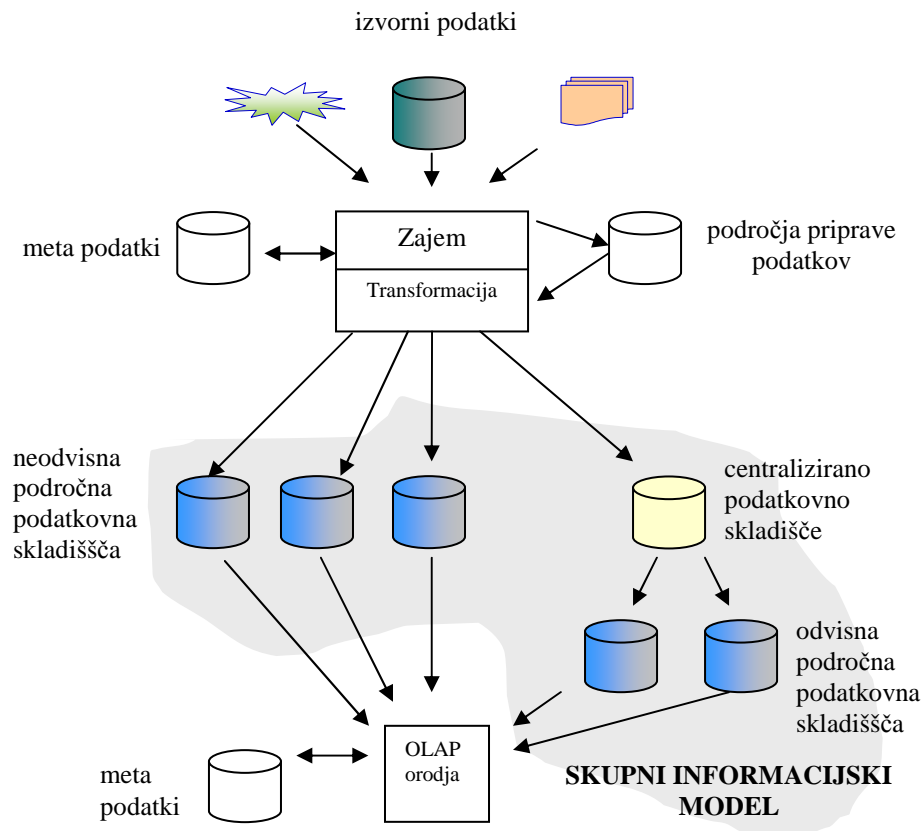 izvorni podatki
meta podatki
Zajem
Transformacija
področja priprave
podatkov
neodvisna
področna
podatkovna
skladiššča
centralizirano
podatkovno
skladišče
odvisna
področna
podatkovna
skladiššča
OLAP
orodja
meta
podatki
SKUPNI INFORMACIJSKI
MODEL